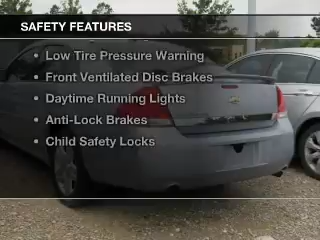 SAFETY FEATURES
Low Tire Pressure Warning
Front Ventilated Disc Brakes
Daytime Running Lights
Anti-Lock Brakes
Child Safety Locks